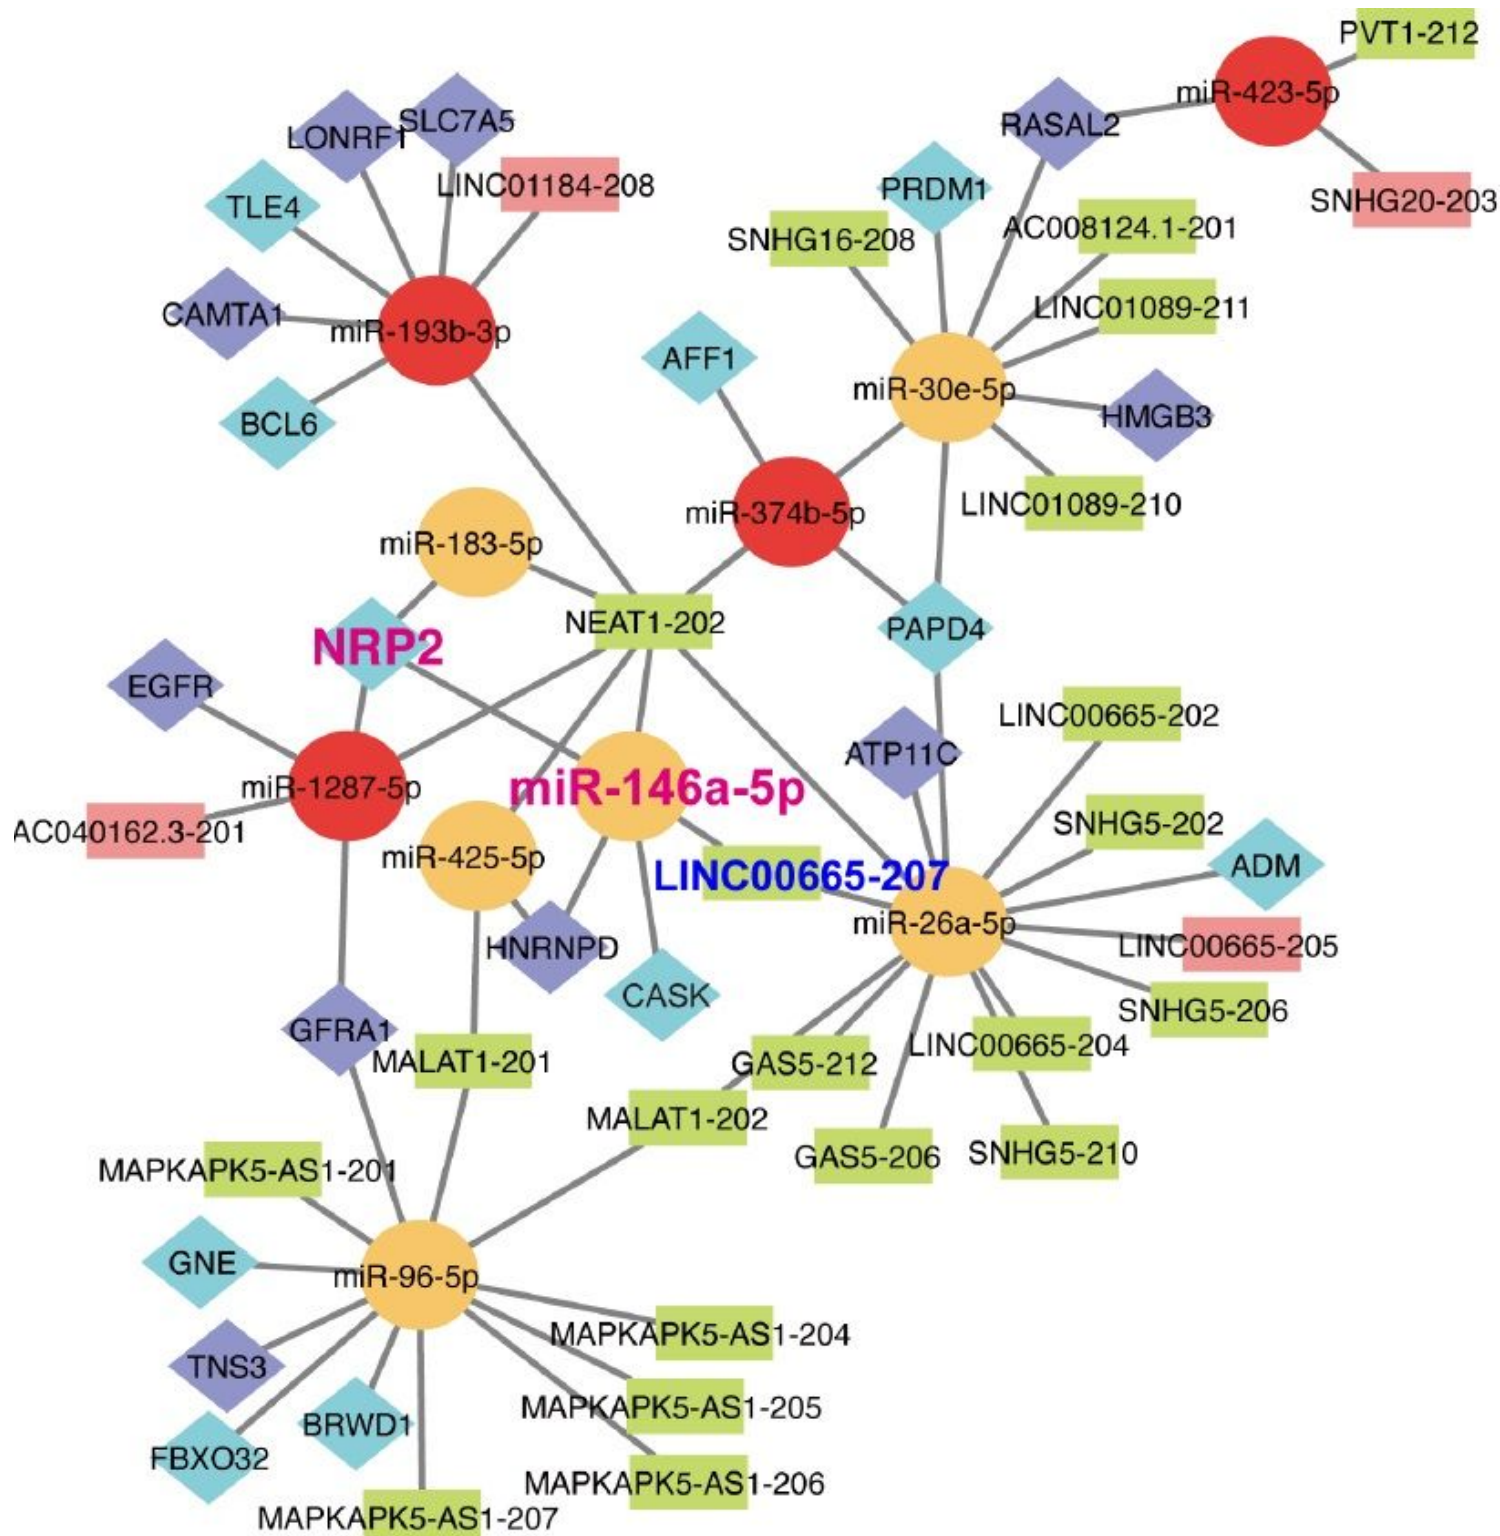 PVT1-212
miR-423-5p
SLC7A5
LONRF1
RASAL2
LINC01184-208
PRDM1
SNHG20-203
TLE4
SNHG16-208
AC008124.1-201
LINC01089-211
CAMTA1
miR-193b-3p
AFF1
miR-30e-5p
HMGB3
BCL6
LINC01089-210
miR-374b-5p
miR-183-5p
NEAT1-202
PAPD4
NRP2
EGFR
LINC00665-202
ATP11C
miR-1287-5p
miR-146a-5p
SNHG5-202
AC040162.3-201
miR-425-5p
ADM
LINC00665-207
miR-26a-5p
HNRNPD
LINC00665-205
CASK
SNHG5-206
GFRA1
LINC00665-204
MALAT1-201
GAS5-212
MALAT1-202
SNHG5-210
GAS5-206
MAPKAPK5-AS1-201
GNE
miR-96-5p
MAPKAPK5-AS1-204
TNS3
MAPKAPK5-AS1-205
BRWD1
FBXO32
MAPKAPK5-AS1-206
MAPKAPK5-AS1-207